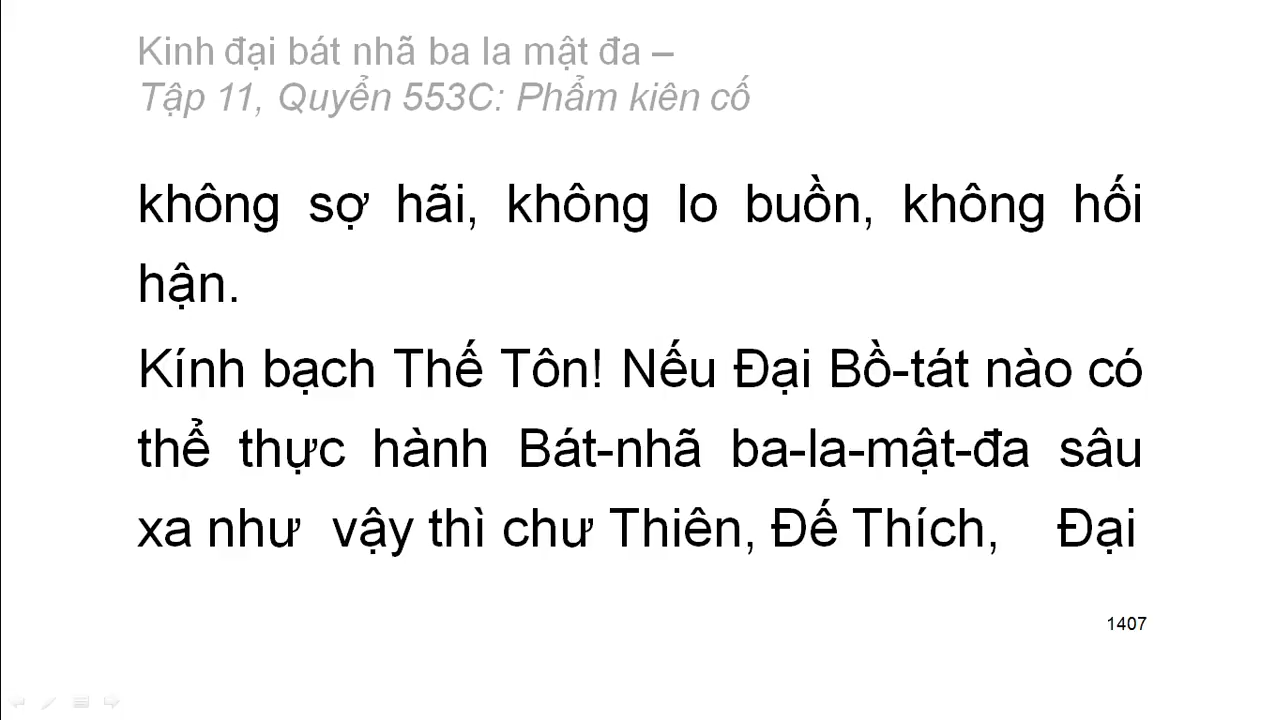 Kinh đại bát nhã ba la mật đa –
Tập 11, Quyển 553C: Phẩm kiên cố
không sợ hãi, không lo buồn, không hối
hận.
Kính bạch Thế Tôn! Nếu Đại Bồ-tát nào có
thể thực hành Bát-nhã ba-la-mật-đa sâu
xa như vậy thì chư Thiên, Đế Thích, Đại
1407